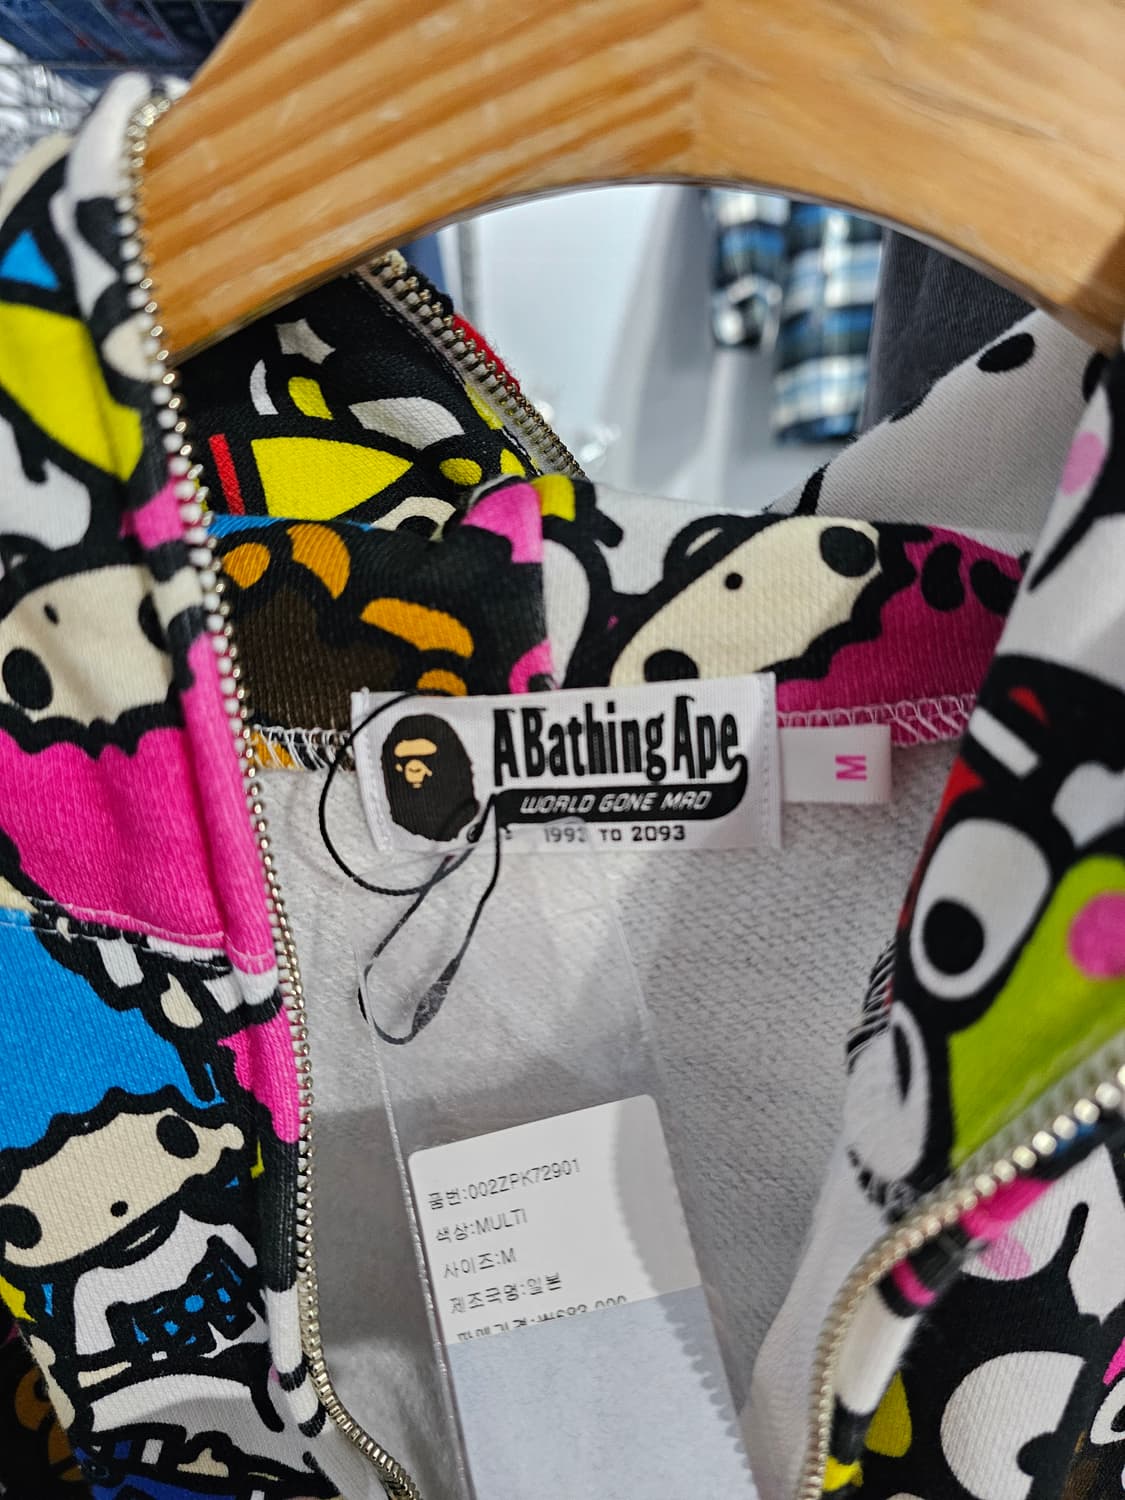 A Bathing Ape
WORLD GONE MAD
1993 TO 2093
M
품번:002ZPK72901
색상:MULTI
사이즈:M
제조국명:일본